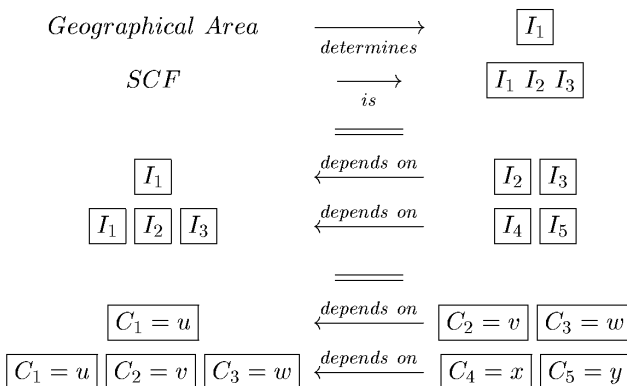 Geographical Area determines I₁
SCF is I₁ I₂ I₃
I₁ depends on I₂ I₃
I₁ I₂ I₃ depends on I₄ I₅
C₁ = u depends on C₂ = v C₃ = w
C₁ = u C₂ = v C₃ = w depends on C₄ = x C₅ = y